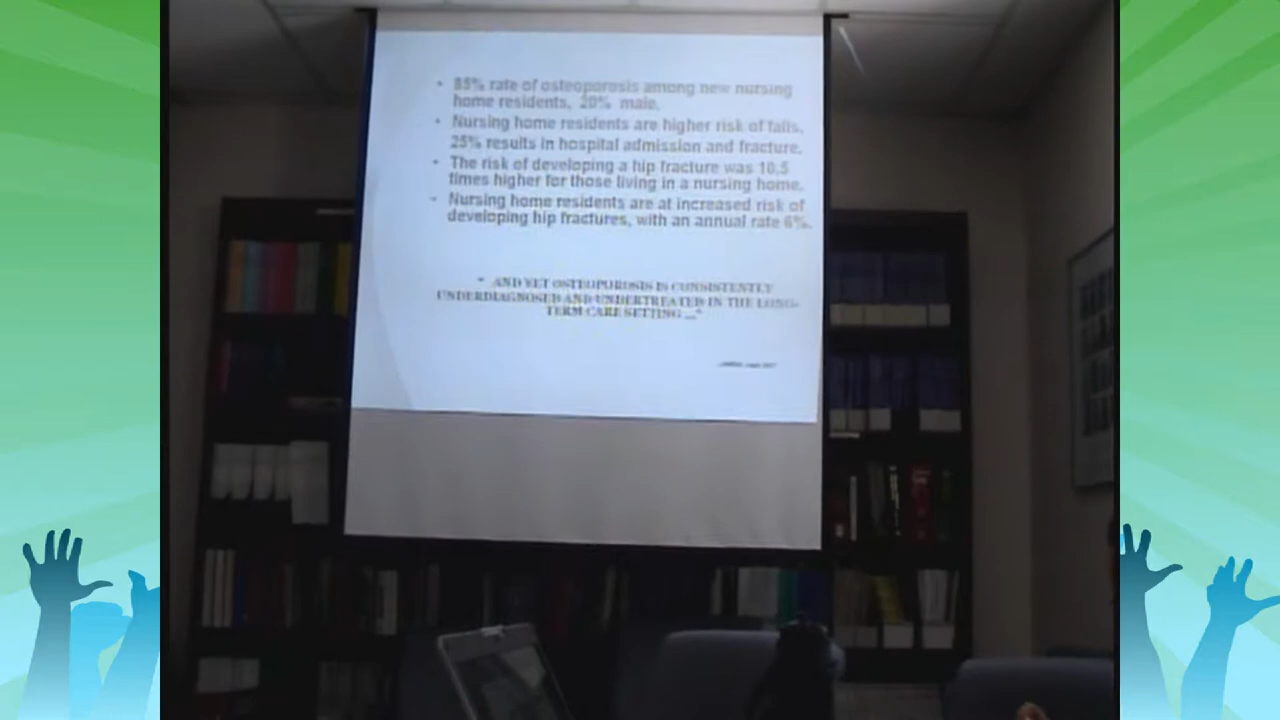 • 85% rate of osteoporosis among new nursing
home residents, 20% male.
• Nursing home residents are higher risk of falls,
25% results in hospital admission and fracture.
• The risk of developing a hip fracture was 10.5
times higher for those living in a nursing home.
• Nursing home residents are at increased risk of
developing hip fractures, with an annual rate 6%.
" AND YET OSTEOPOROSIS IS CONSISTENTLY
UNDERDIAGNOSED AND UNDERTREATED IN THE LONG-
TERM CARE SETTING ..."